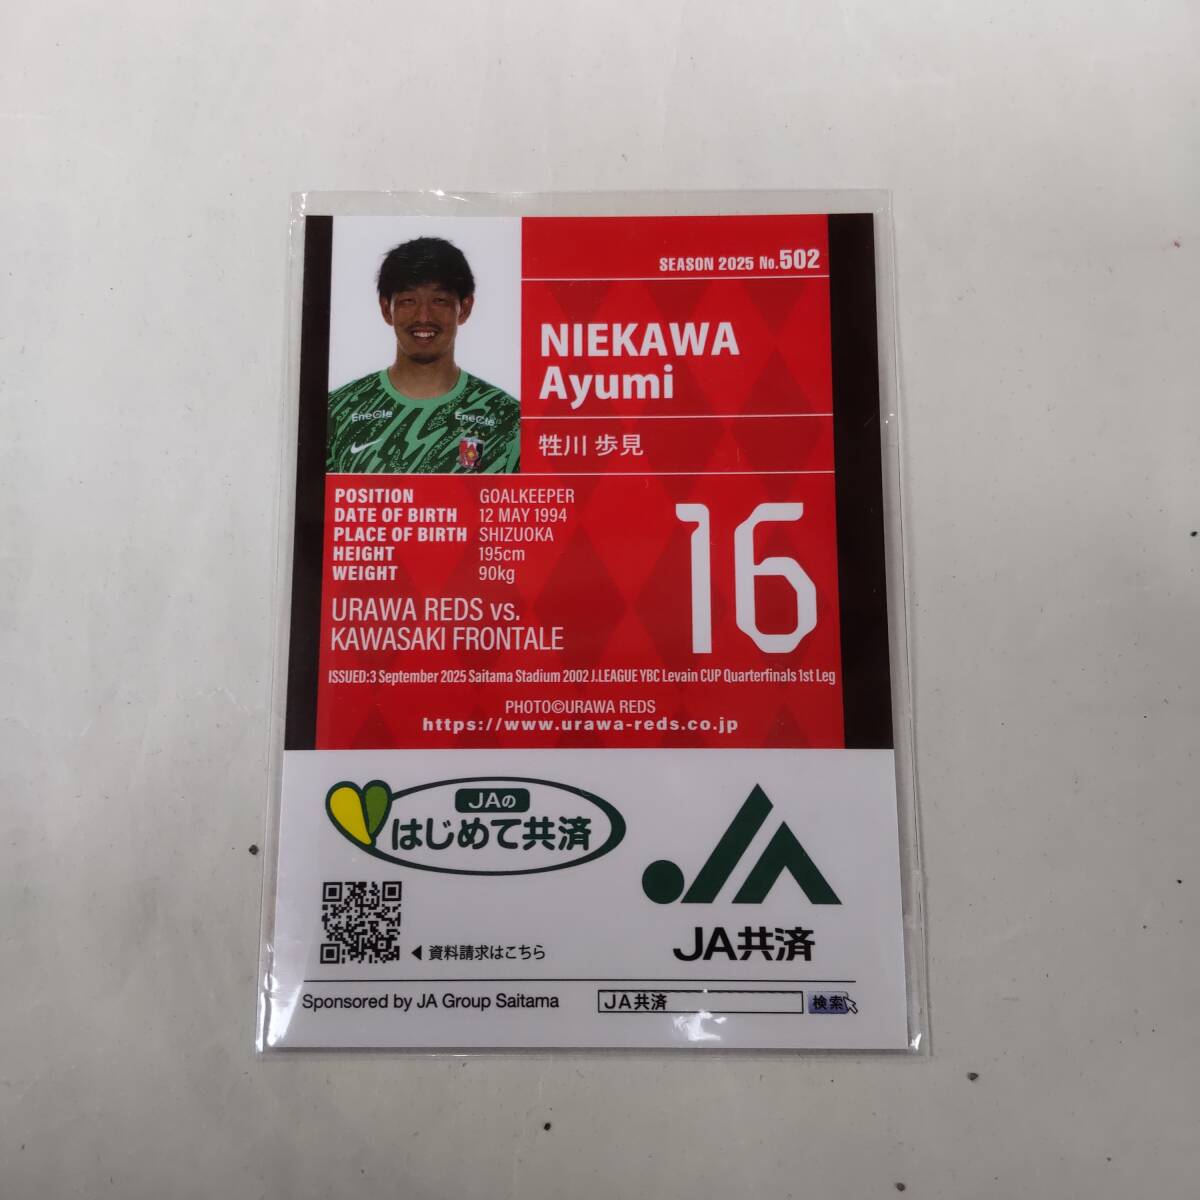 SEASON 2025 No.502
NIEKAWA
Ayumi
牲川 歩見
EneCle
EneCle
POSITION GOALKEEPER
DATE OF BIRTH 12 MAY 1994
PLACE OF BIRTH SHIZUOKA
HEIGHT 195cm
WEIGHT 90kg
16
URAWA REDS vs.
KAWASAKI FRONTALE
ISSUED:3 September 2025 Saitama Stadium 2002 J.LEAGUE YBC Levain CUP Quarterfinals 1st Leg
PHOTO©URAWA REDS
https://www.urawa-reds.co.jp
JAの
はじめて共済
JA
JA共済
◀ 資料請求はこちら
Sponsored by JA Group Saitama
JA共済 検索